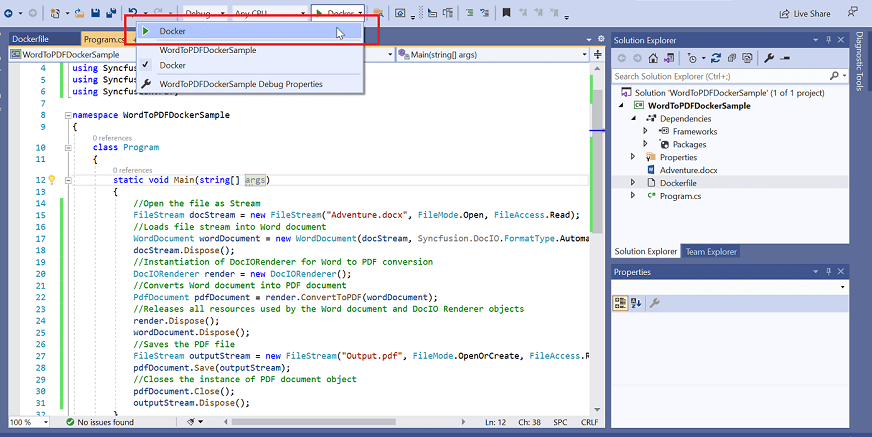 Debug
Any CPU
Docker
Live Share
Docker
WordToPDFDockerSample
Docker
WordToPDFDockerSample Debug Properties
Dockerfile
Program.cs
WordToPDFDockerSample
Main(string[] args)
4 using Syncfus
5 using Syncfus
6 using Syncfus
7
8 namespace WordToPDFDockerSample
9 {
0 references
10 class Program
11 {
0 references
12 static void Main(string[] args)
13 {
14 //Open the file as Stream
15 FileStream docStream = new FileStream("Adventure.docx", FileMode.Open, FileAccess.Read);
16 //Loads file stream into Word document
17 WordDocument wordDocument = new WordDocument(docStream, Syncfusion.DocIO.FormatType.Automa
18 docStream.Dispose();
19 //Instantiation of DocIORenderer for Word to PDF conversion
20 DocIORenderer render = new DocIORenderer();
21 //Converts Word document into PDF document
22 PdfDocument pdfDocument = render.ConvertToPDF(wordDocument);
23 //Releases all resources used by the Word document and DocIO Renderer objects
24 render.Dispose();
25 wordDocument.Dispose();
26 //Saves the PDF file
27 FileStream outputStream = new FileStream("Output.pdf", FileMode.OpenOrCreate, FileAccess.R
28 pdfDocument.Save(outputStream);
29 //Closes the instance of PDF document object
30 pdfDocument.Close();
31 outputStream.Dispose();
100 %
No issues found
Ln: 12
Ch: 38
SPC
CRLF
Solution Explorer
Search Solution Explorer (Ctrl+;)
Solution 'WordToPDFDockerSample' (1 of 1 project)
WordToPDFDockerSample
Dependencies
Frameworks
Packages
Properties
Adventure.docx
Dockerfile
Program.cs
Solution Explorer
Team Explorer
Properties
Diagnostic Tools